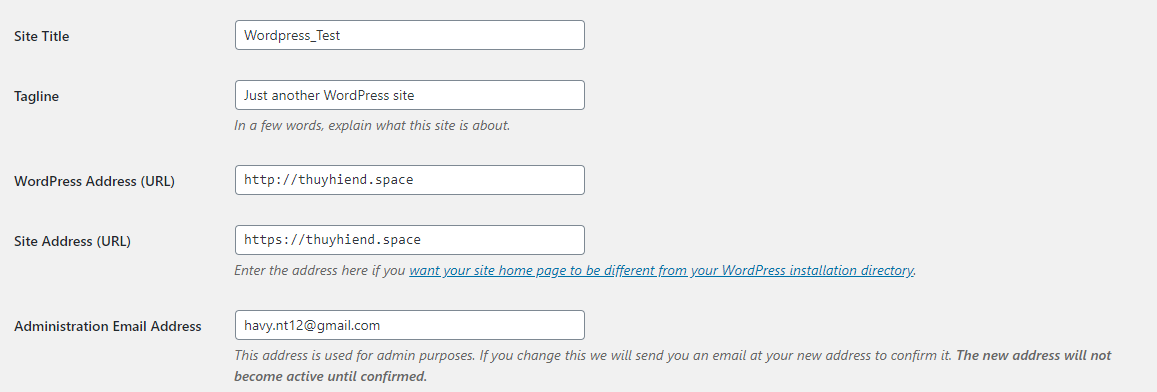 Site Title
Wordpress_Test
Tagline
Just another WordPress site
In a few words, explain what this site is about.
WordPress Address (URL)
http://thuyhiend.space
Site Address (URL)
https://thuyhiend.space
Enter the address here if you want your site home page to be different from your WordPress installation directory.
Administration Email Address
havy.nt12@gmail.com
This address is used for admin purposes. If you change this we will send you an email at your new address to confirm it. The new address will not
become active until confirmed.